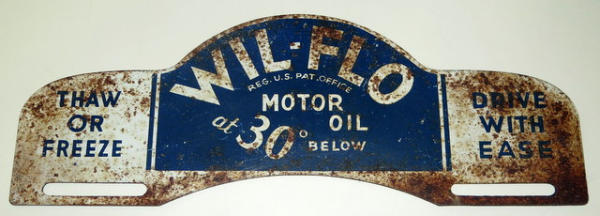 THAW
OR
FREEZE
WIL-FLO
REG. U.S. PAT. OFFICE
MOTOR
OIL
at 30°
BELOW
DRIVE
WITH
EASE